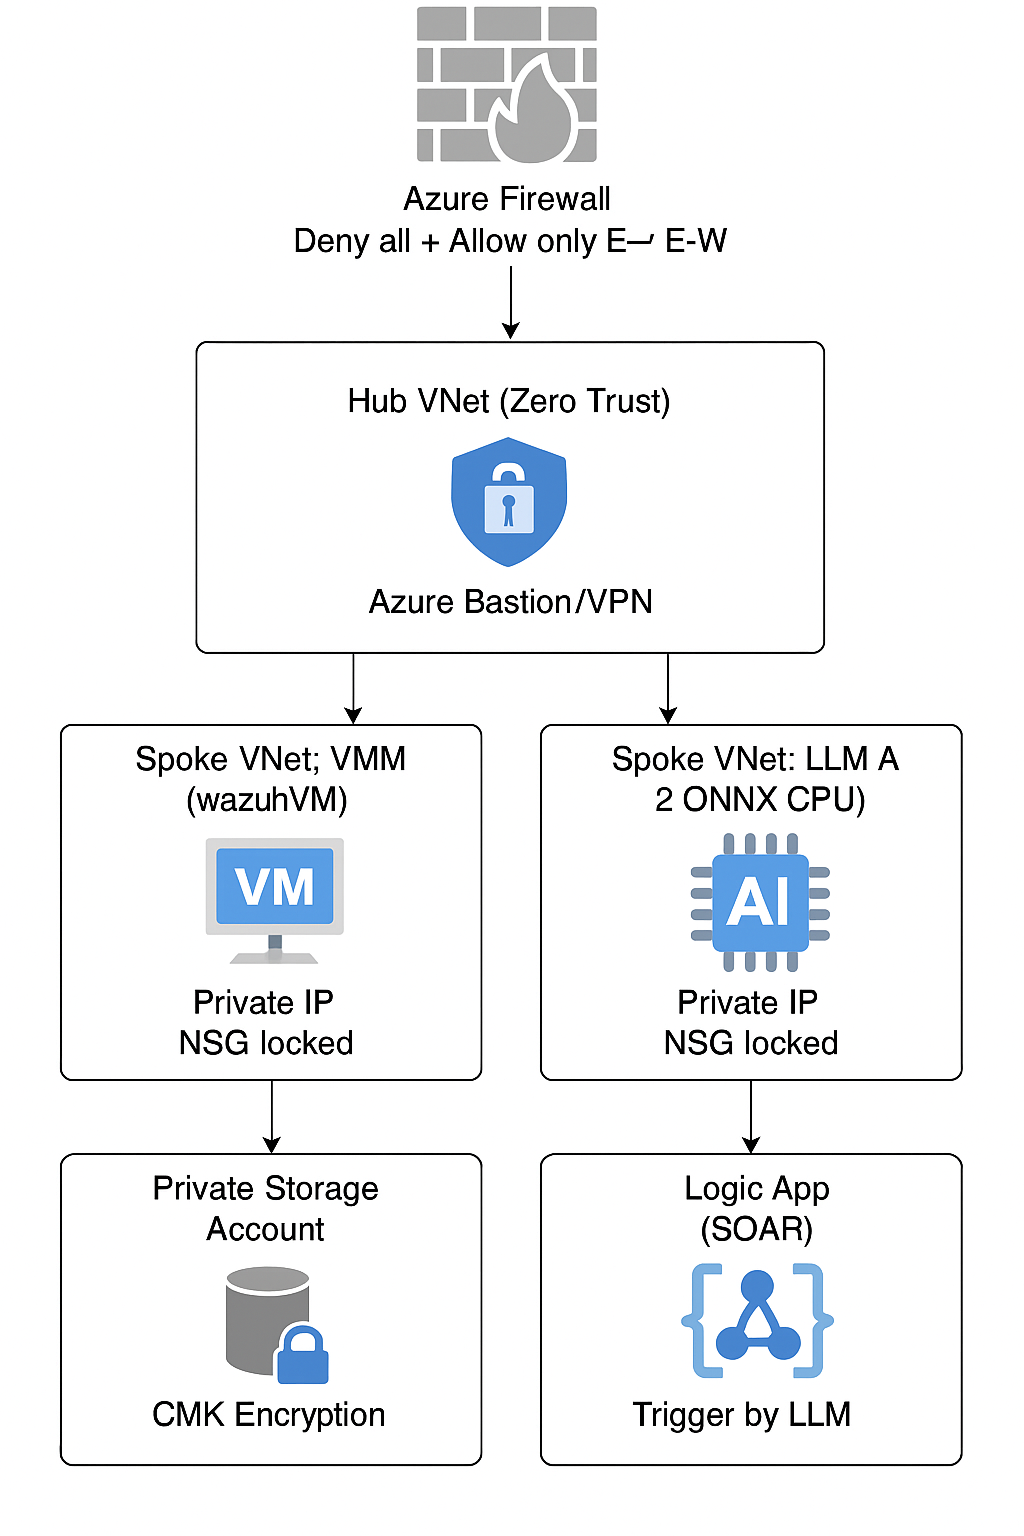 Azure Firewall
Deny all + Allow only E–⁄ E-W
Hub VNet (Zero Trust)
Azure Bastion/VPN
Spoke VNet; VMM
(wazuhVM)
VM
Private IP
NSG locked
Spoke VNet: LLM A
2 ONNX CPU)
AI
Private IP
NSG locked
Private Storage
Account
CMK Encryption
Logic App
(SOAR)
Trigger by LLM